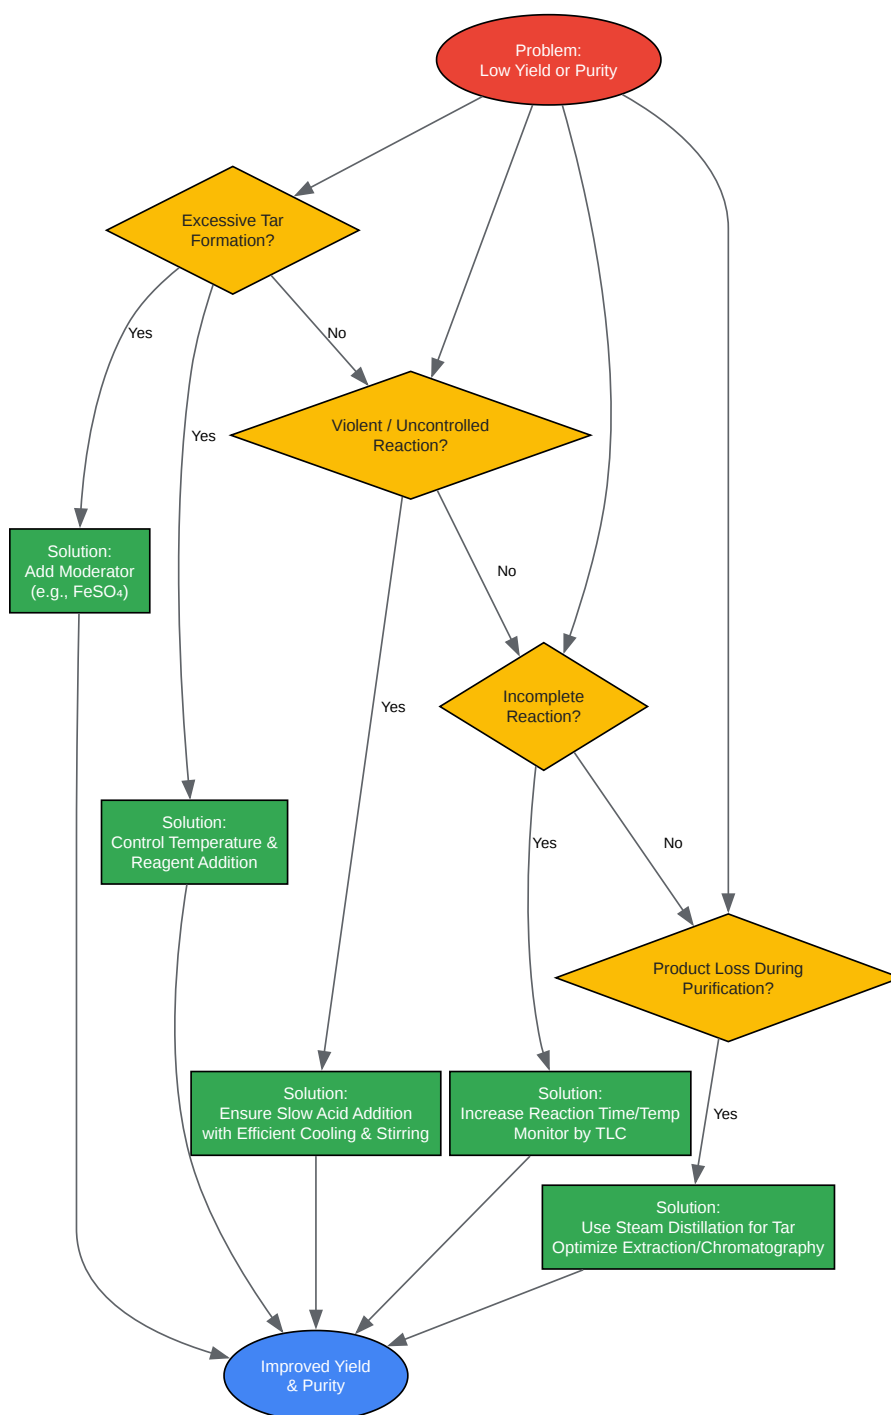 Problem:
Low Yield or Purity
Excessive Tar
Formation?
Yes
No
Yes
Violent / Uncontrolled
Reaction?
Solution:
Add Moderator
(e.g., FeSO₄)
No
Yes
Incomplete
Reaction?
Solution:
Control Temperature &
Reagent Addition
Yes
No
Product Loss During
Purification?
Solution:
Ensure Slow Acid Addition
with Efficient Cooling & Stirring
Solution:
Increase Reaction Time/Temp
Monitor by TLC
Yes
Solution:
Use Steam Distillation for Tar
Optimize Extraction/Chromatography
Improved Yield
& Purity